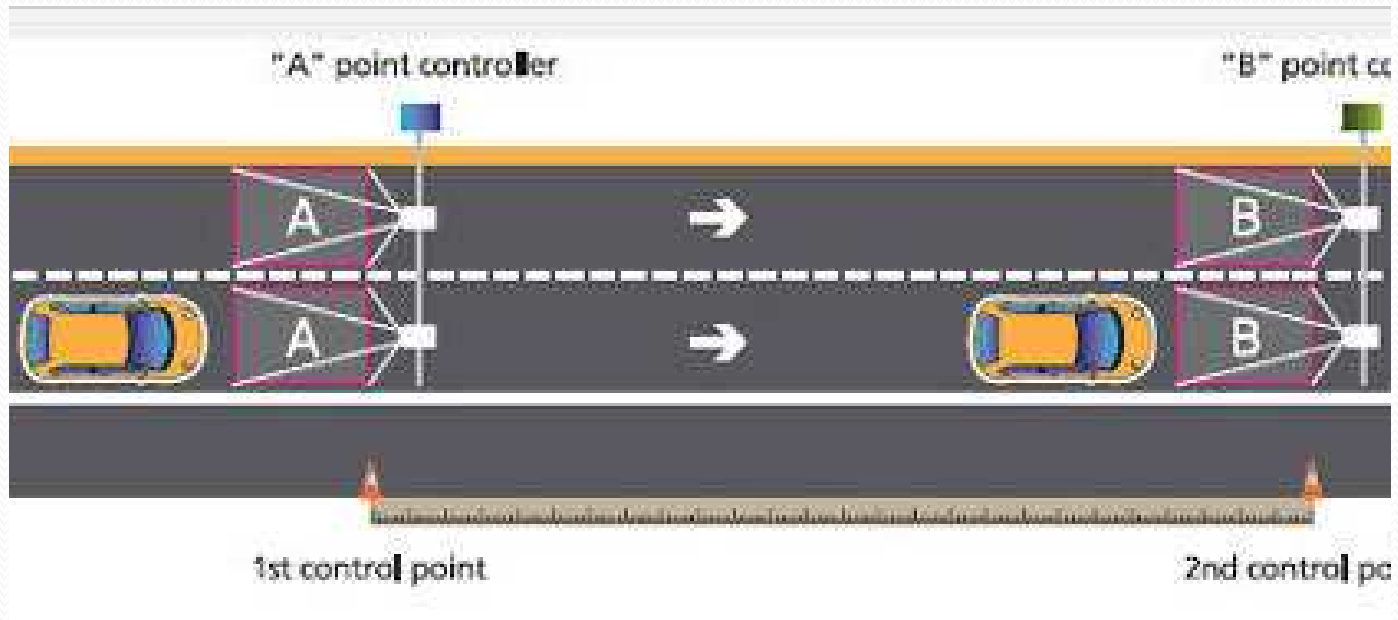 "A" point controller
"B" point co
A
B
A
B
1st control point
2nd control po